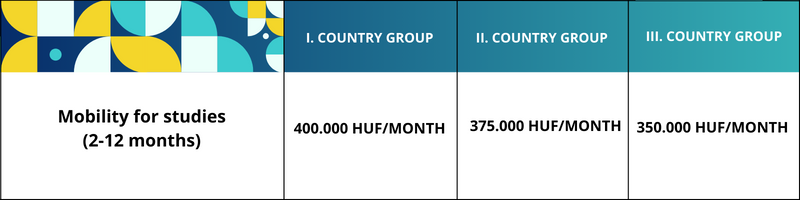 I. COUNTRY GROUP
II. COUNTRY GROUP
III. COUNTRY GROUP
Mobility for studies
(2-12 months)
400.000 HUF/MONTH
375.000 HUF/MONTH
350.000 HUF/MONTH